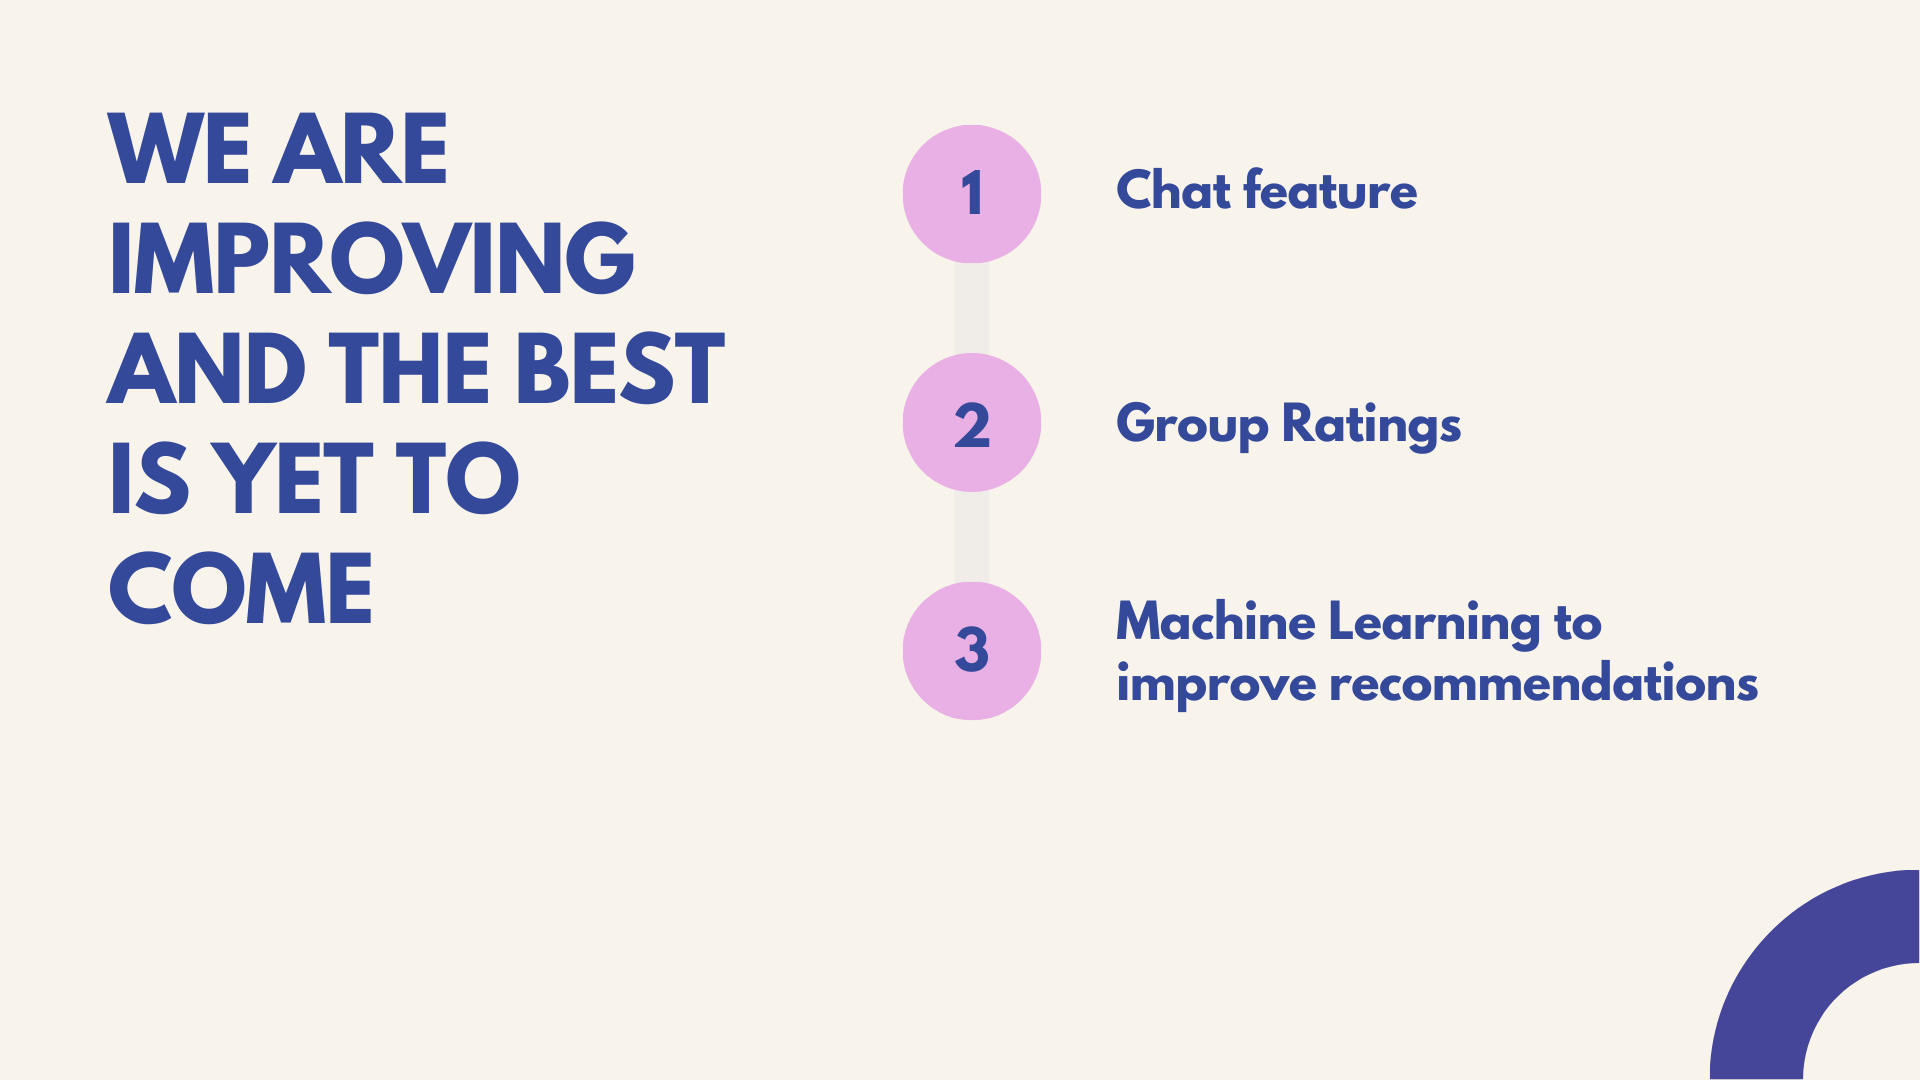 WE ARE
IMPROVING
AND THE BEST
IS YET TO
COME
1
Chat feature
2
Group Ratings
3
Machine Learning to
improve recommendations